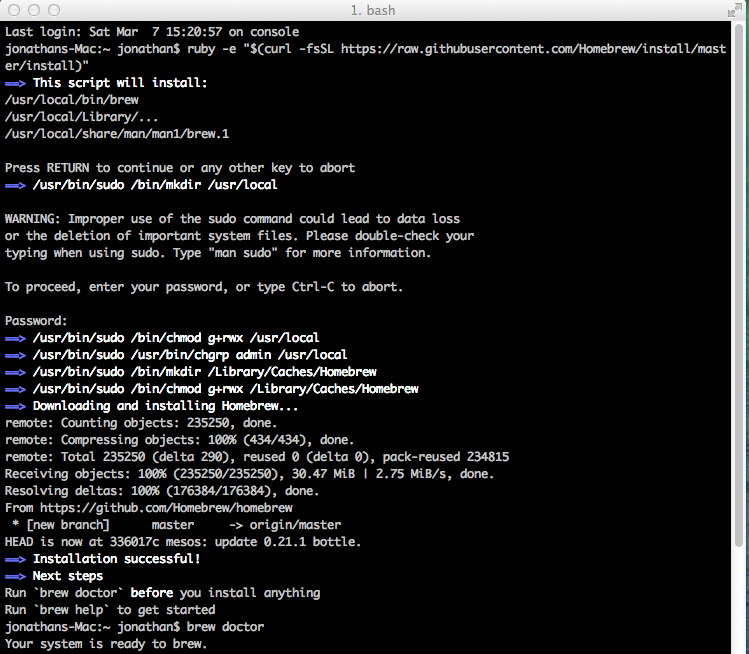 1. bash
Last login: Sat Mar  7 15:20:57 on console
jonathans-Mac:~ jonathan$ ruby -e "$(curl -fsSL https://raw.githubusercontent.com/Homebrew/install/mast
er/install)"
==> This script will install:
/usr/local/bin/brew
/usr/local/Library/...
/usr/local/share/man/man1/brew.1

Press RETURN to continue or any other key to abort
==> /usr/bin/sudo /bin/mkdir /usr/local

WARNING: Improper use of the sudo command could lead to data loss
or the deletion of important system files. Please double-check your
typing when using sudo. Type "man sudo" for more information.

To proceed, enter your password, or type Ctrl-C to abort.

Password:
==> /usr/bin/sudo /bin/chmod g+rwx /usr/local
==> /usr/bin/sudo /usr/bin/chgrp admin /usr/local
==> /usr/bin/sudo /bin/mkdir /Library/Caches/Homebrew
==> /usr/bin/sudo /bin/chmod g+rwx /Library/Caches/Homebrew
==> Downloading and installing Homebrew...
remote: Counting objects: 235250, done.
remote: Compressing objects: 100% (434/434), done.
remote: Total 235250 (delta 290), reused 0 (delta 0), pack-reused 234815
Receiving objects: 100% (235250/235250), 30.47 MiB | 2.75 MiB/s, done.
Resolving deltas: 100% (176384/176384), done.
From https://github.com/Homebrew/homebrew
 * [new branch]      master     -> origin/master
HEAD is now at 336017c mesos: update 0.21.1 bottle.
==> Installation successful!
==> Next steps
Run `brew doctor` before you install anything
Run `brew help` to get started
jonathans-Mac:~ jonathan$ brew doctor
Your system is ready to brew.